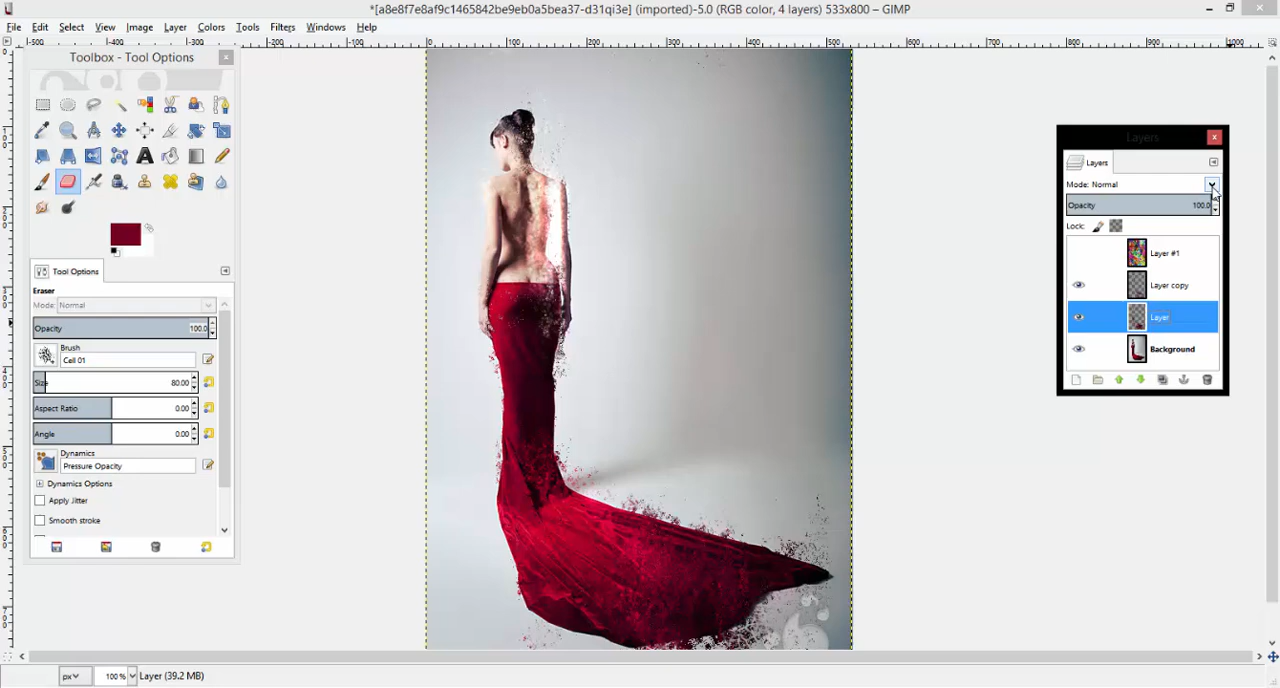 *[a8e8f7e8af9c1465842be9eb0a5bea37-d31qi3e] (imported)-5.0 (RGB color, 4 layers) 533x800 – GIMP
File Edit Select View Image Layer Colors Tools Filters Windows Help
-500 -400 -300 -200 -100 0 100 200 300 400 500 600 700 800 900 1000
Toolbox - Tool Options
Tool Options
Eraser
Mode: Normal
Opacity 100.0
Brush
Cell 01
Size 80.00
Aspect Ratio 0.00
Angle 0.00
Dynamics
Pressure Opacity
Dynamics Options
Apply Jitter
Smooth stroke
Layers
Layers
Mode: Normal
Opacity 100.0
Lock:
Layer #1
Layer copy
Layer
Background
px 100 % Layer (39.2 MB)